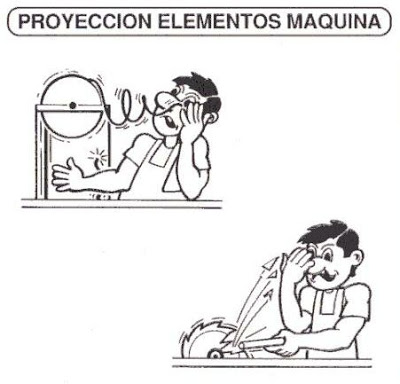 PROYECCION ELEMENTOS MAQUINA